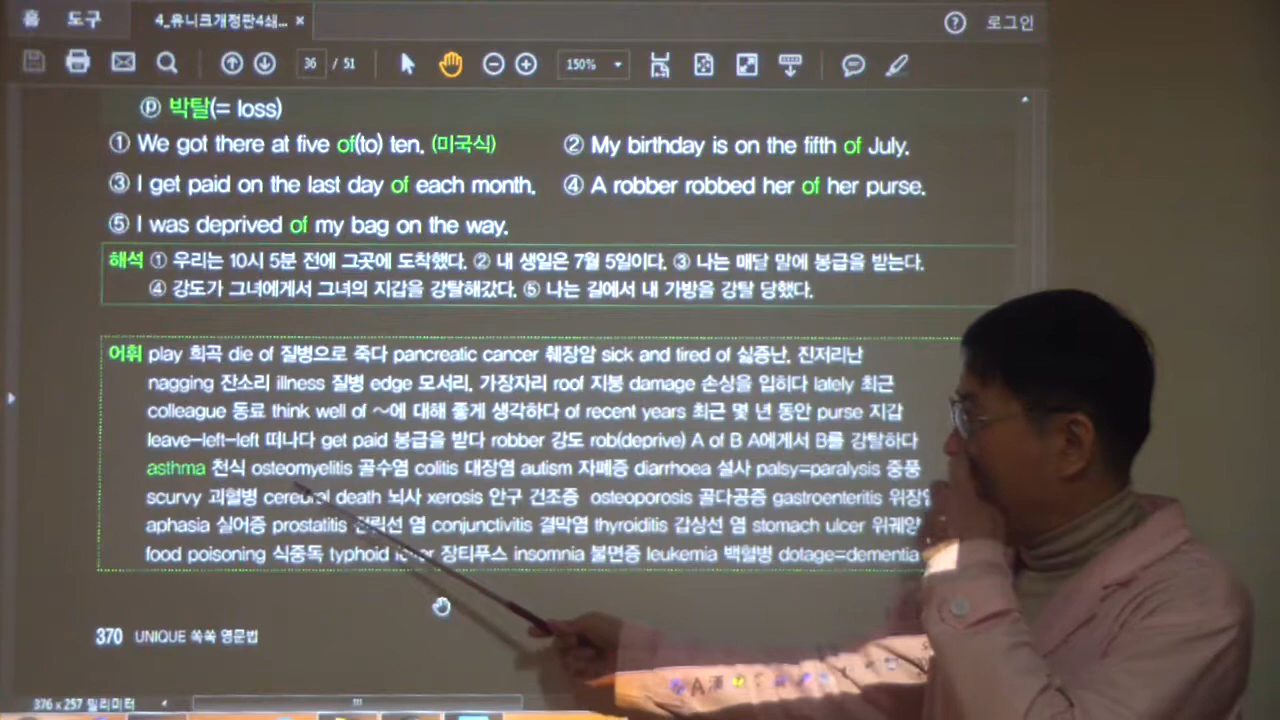 홈 도구 4_유니크개정판4쇄... × ? 로그인
36 / 51 150%
ⓟ 박탈(= loss)
① We got there at five of(to) ten. (미국식) ② My birthday is on the fifth of July.
③ I get paid on the last day of each month. ④ A robber robbed her of her purse.
⑤ I was deprived of my bag on the way.
해석 ① 우리는 10시 5분 전에 그곳에 도착했다. ② 내 생일은 7월 5일이다. ③ 나는 매달 말에 봉급을 받는다.
④ 강도가 그녀에게서 그녀의 지갑을 강탈해갔다. ⑤ 나는 길에서 내 가방을 강탈 당했다.
어휘 play 희곡 die of 질병으로 죽다 pancreatic cancer 췌장암 sick and tired of 싫증난, 진저리난
nagging 잔소리 illness 질병 edge 모서리, 가장자리 roof 지붕 damage 손상을 입히다 lately 최근
colleague 동료 think well of ~에 대해 좋게 생각하다 of recent years 최근 몇 년 동안 purse 지갑
leave-left-left 떠나다 get paid 봉급을 받다 robber 강도 rob(deprive) A of B A에게서 B를 강탈하다
asthma 천식 osteomyelitis 골수염 colitis 대장염 autism 자폐증 diarrhoea 설사 palsy=paralysis 중풍
scurvy 괴혈병 cerebral death 뇌사 xerosis 안구 건조증 osteoporosis 골다공증 gastroenteritis
aphasia 실어증 prostatitis 염 conjunctivitis 결막염 thyroiditis 갑상선 염 stomach ulcer 위궤양
food poisoning 식중독 typhoid 장티푸스 insomnia 불면증 leukemia 백혈병 dotage=dementia
370 UNIQUE 쏙쏙 영문법
376 x 257 밀리미터
A 漢